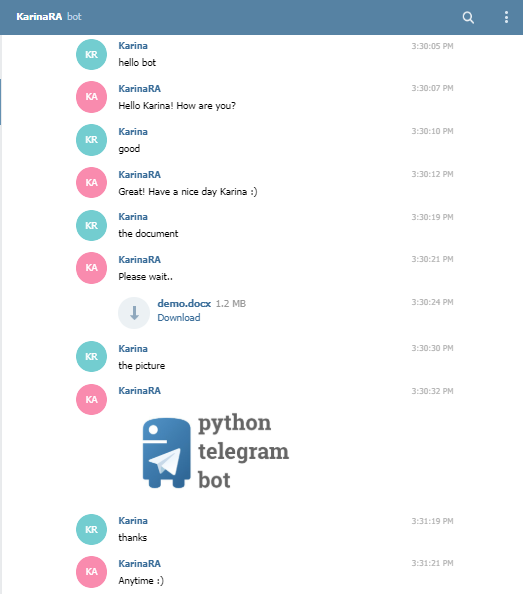 KarinaRA bot
KR
Karina
3:30:05 PM
hello bot
KA
KarinaRA
3:30:07 PM
Hello Karina! How are you?
KR
Karina
3:30:10 PM
good
KA
KarinaRA
3:30:12 PM
Great! Have a nice day Karina :)
KR
Karina
3:30:19 PM
the document
KA
KarinaRA
3:30:21 PM
Please wait..
demo.docx 1.2 MB
3:30:24 PM
Download
KR
Karina
3:30:30 PM
the picture
KA
KarinaRA
3:30:32 PM
python
telegram
bot
KR
Karina
3:31:19 PM
thanks
KA
KarinaRA
3:31:21 PM
Anytime :)